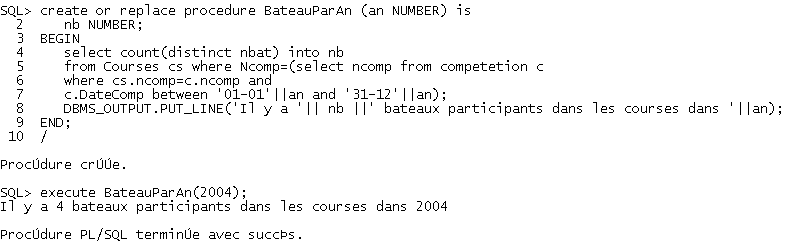 SQL> create or replace procedure BateauParAn (an NUMBER) is
2 nb NUMBER;
3 BEGIN
4 select count(distinct nbat) into nb
5 from Courses cs where Ncomp=(select ncomp from competetion c
6 where cs.ncomp=c.ncomp and
7 c.DateComp between '01-01'||an and '31-12'||an);
8 DBMS_OUTPUT.PUT_LINE('Il y a '|| nb ||' bateaux participants dans les courses dans '||an);
9 END;
10 /
ProcÚdure crÚÚe.
SQL> execute BateauParAn(2004);
Il y a 4 bateaux participants dans les courses dans 2004
ProcÚdure PL/SQL terminÚe avec succÞs.